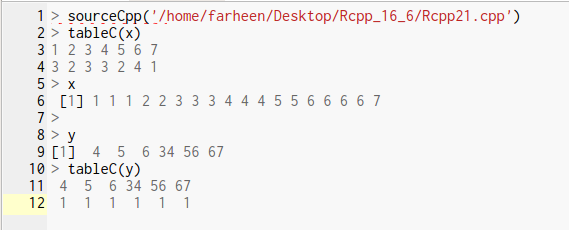 1 > sourceCpp('/home/farheen/Desktop/Rcpp_16_6/Rcpp21.cpp')
2 > tableC(x)
3 1 2 3 4 5 6 7
4 3 2 3 3 2 4 1
5 > x
6  [1] 1 1 1 2 2 3 3 3 4 4 4 5 5 6 6 6 6 7
7 >
8 > y
9 [1]  4  5  6 34 56 67
10 > tableC(y)
11  4  5  6 34 56 67
12  1  1  1  1  1  1